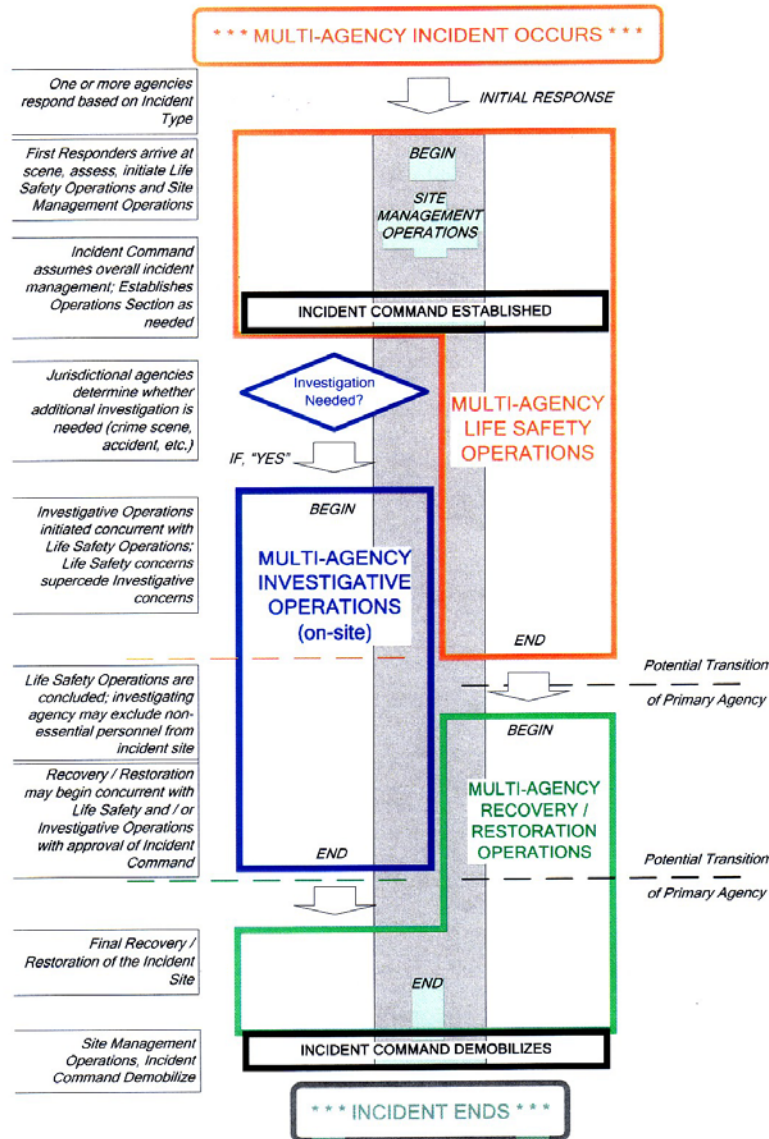 * * * MULTI-AGENCY INCIDENT OCCURS * * *
One or more agencies
respond based on Incident
Type
INITIAL RESPONSE
First Responders arrive at
scene, assess, initiate Life
Safety Operations and Site
Management Operations
BEGIN
SITE
MANAGEMENT
OPERATIONS
Incident Command
assumes overall incident
management; Establishes
Operations Section as
needed
INCIDENT COMMAND ESTABLISHED
Jurisdictional agencies
determine whether
additional investigation is
needed (crime scene,
accident, etc.)
Investigation
Needed?
MULTI-AGENCY
LIFE SAFETY
OPERATIONS
IF, "YES"
Investigative Operations
initiated concurrent with
Life Safety Operations;
Life Safety concerns
supercede Investigative
concerns
BEGIN
MULTI-AGENCY
INVESTIGATIVE
OPERATIONS
(on-site)
END
Potential Transition
of Primary Agency
Life Safety Operations are
concluded; investigating
agency may exclude non-
essential personnel from
incident site
BEGIN
Recovery / Restoration
may begin concurrent with
Life Safety and / or
Investigative Operations
with approval of Incident
Command
MULTI-AGENCY
RECOVERY /
RESTORATION
OPERATIONS
END
Potential Transition
of Primary Agency
Final Recovery /
Restoration of the Incident
Site
END
Site Management
Operations, Incident
Command Demobilize
INCIDENT COMMAND DEMOBILIZES
* * * INCIDENT ENDS * * *